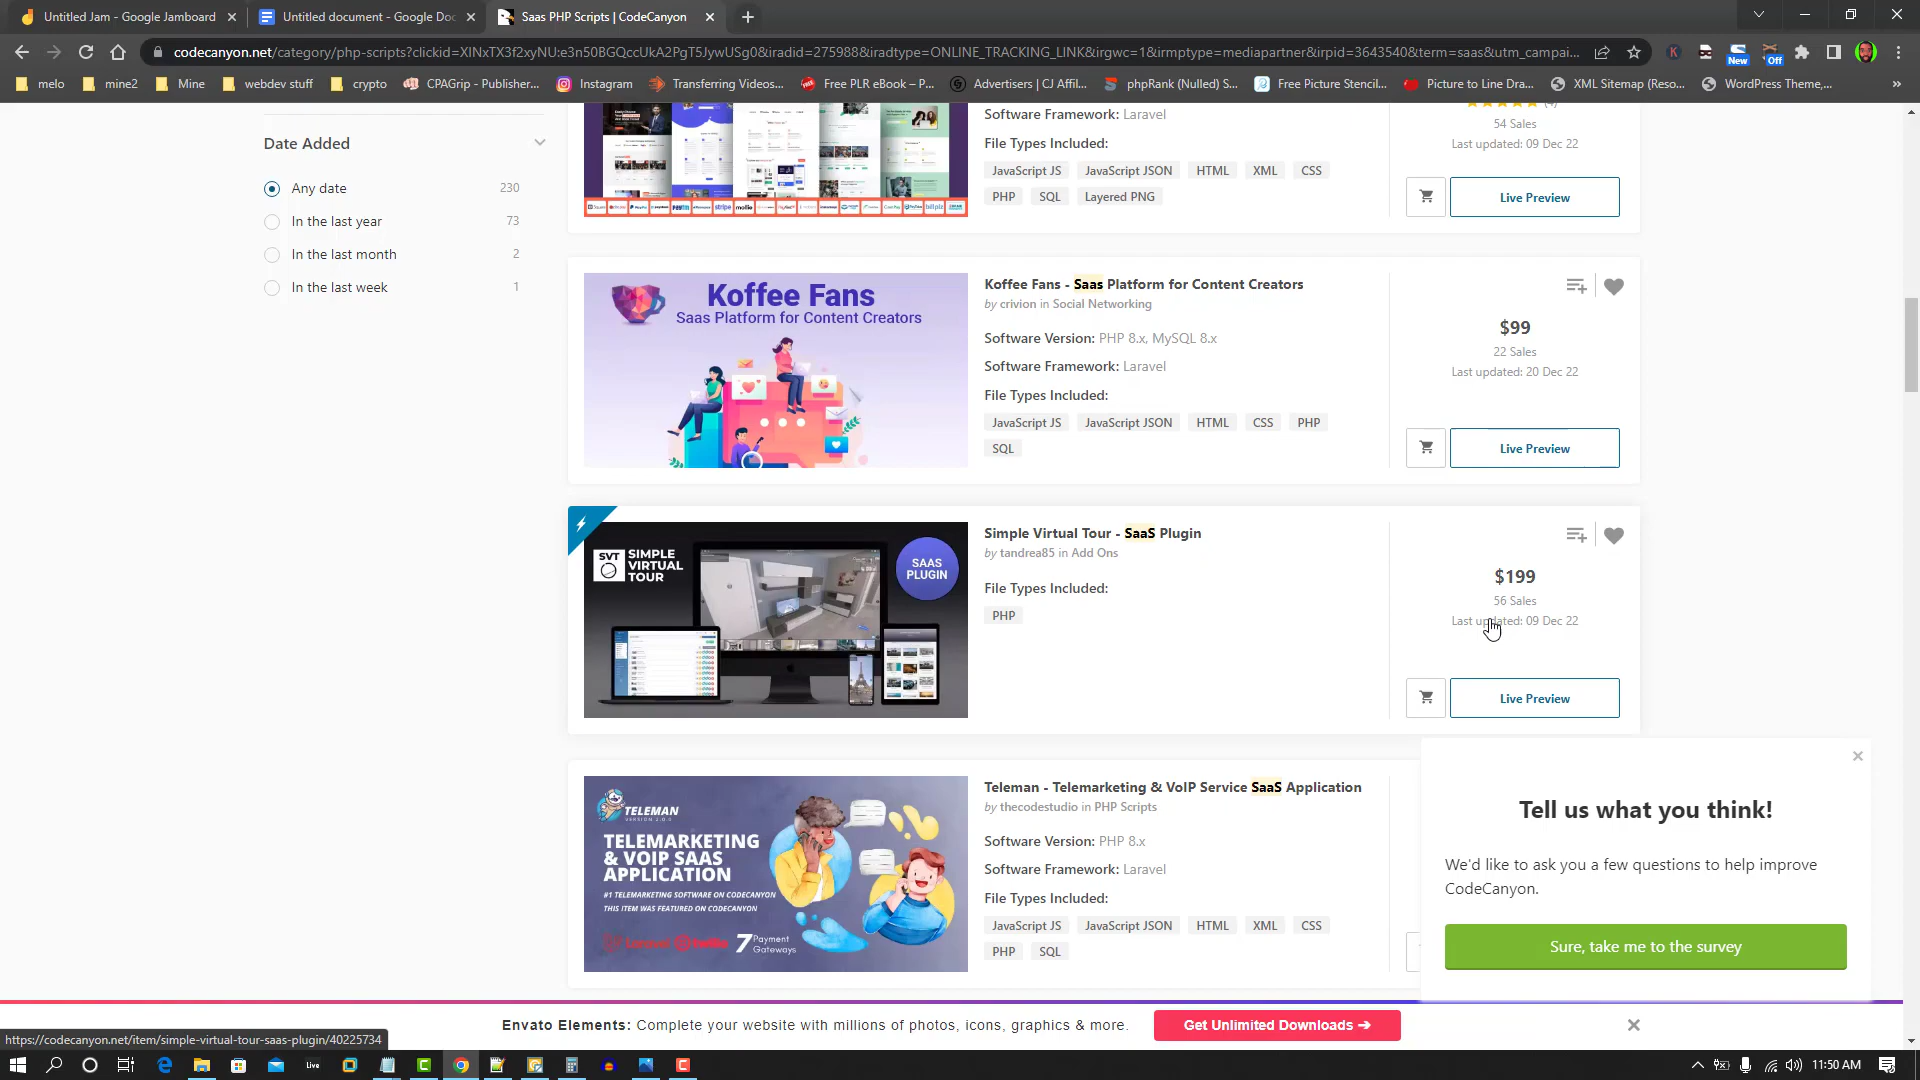 Untitled Jam - Google Jamboard
Untitled document - Google Doc
Saas PHP Scripts | CodeCanyon
codecanyon.net/category/php-scripts?clickid=XINxTX3f2xyNU:e3n50BGQccUkA2PgT5JywUSg0&iradid=275988&iradtype=ONLINE_TRACKING_LINK&irgwc=1&irmptype=mediapartner&irpid=3643540&term=saas&utm_campai...
New
Off
melo
mine2
Mine
webdev stuff
crypto
CPAGrip - Publisher...
Instagram
Transferring Videos...
Free PLR eBook – P...
Advertisers | CJ Affil...
phpRank (Nulled) S...
Free Picture Stencil...
Picture to Line Dra...
XML Sitemap (Reso...
WordPress Theme,...
Date Added
Any date 230
In the last year 73
In the last month 2
In the last week 1
Software Framework: Laravel
File Types Included:
JavaScript JS JavaScript JSON HTML XML CSS
PHP SQL Layered PNG
(4)
54 Sales
Last updated: 09 Dec 22
Live Preview
Koffee Fans
Saas Platform for Content Creators
Koffee Fans - Saas Platform for Content Creators
by crivion in Social Networking
Software Version: PHP 8.x, MySQL 8.x
Software Framework: Laravel
File Types Included:
JavaScript JS JavaScript JSON HTML CSS PHP
SQL
$99
22 Sales
Last updated: 20 Dec 22
Live Preview
SVT
SIMPLE
VIRTUAL
TOUR
SAAS
PLUGIN
Simple Virtual Tour - SaaS Plugin
by tandrea85 in Add Ons
File Types Included:
PHP
$199
56 Sales
Last updated: 09 Dec 22
Live Preview
TELEMAN
VERSION 2.0.0
TELEMARKETING
& VOIP SAAS
APPLICATION
#1 TELEMARKETING SOFTWARE ON CODECANYON
THIS ITEM WAS FEATURED ON CODECANYON
Laravel twilio 7 Payment
Gateways
Teleman - Telemarketing & VoIP Service SaaS Application
by thecodestudio in PHP Scripts
Software Version: PHP 8.x
Software Framework: Laravel
File Types Included:
JavaScript JS JavaScript JSON HTML XML CSS
PHP SQL
Tell us what you think!
We'd like to ask you a few questions to help improve
CodeCanyon.
Sure, take me to the survey
Envato Elements: Complete your website with millions of photos, icons, graphics & more.
Get Unlimited Downloads ➔
https://codecanyon.net/item/simple-virtual-tour-saas-plugin/40225734
Live
11:50 AM